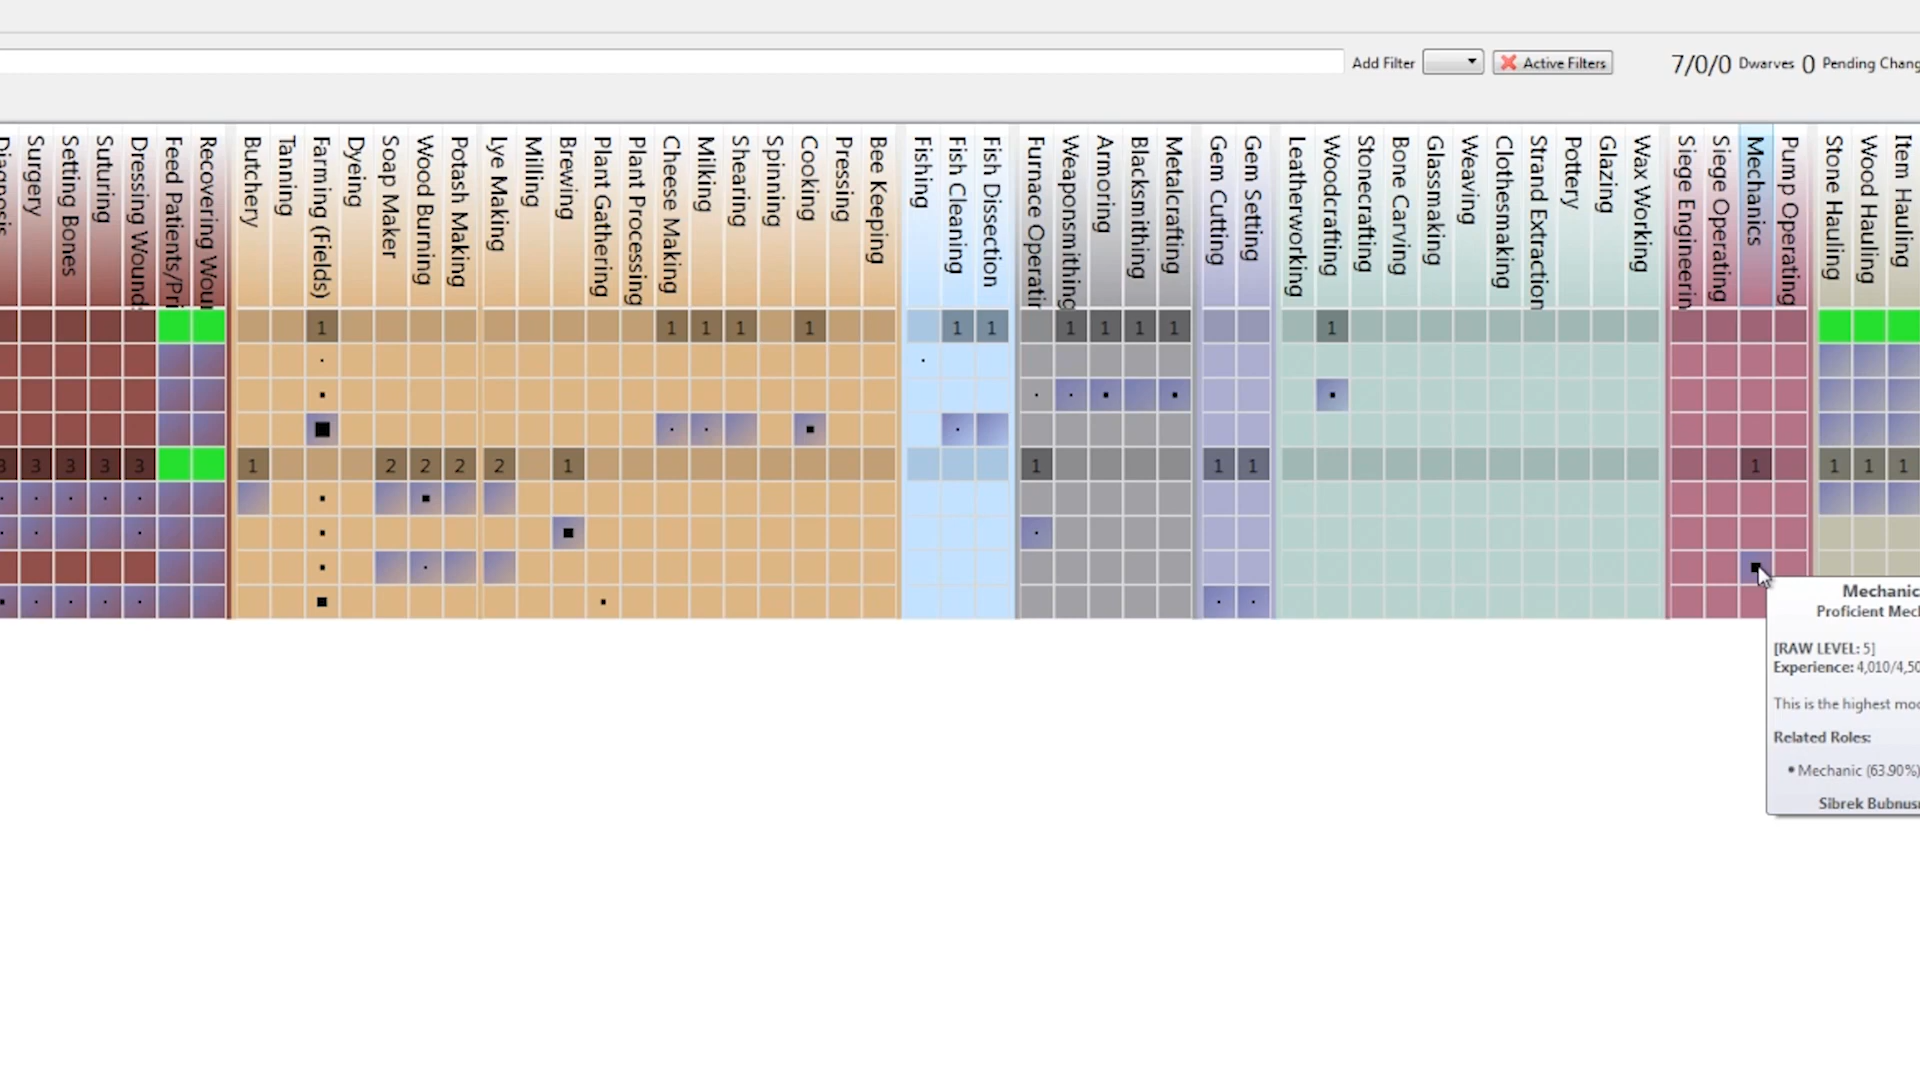 Add Filter
Active Filters
7/0/0 Dwarves 0 Pending Chang
Surgery
Setting Bones
Suturing
Dressing Wound
Feed Patients/Pri
Recovering Wou
Butchery
Tanning
Farming (Fields)
Dyeing
Soap Maker
Wood Burning
Potash Making
Lye Making
Milling
Brewing
Plant Gathering
Plant Processing
Cheese Making
Milking
Shearing
Spinning
Cooking
Pressing
Bee Keeping
Fishing
Fish Cleaning
Fish Dissection
Furnace Operatin
Weaponsmithing
Armoring
Blacksmithing
Metalcrafting
Gem Cutting
Gem Setting
Leatherworking
Woodcrafting
Stonecrafting
Bone Carving
Glassmaking
Weaving
Clothesmaking
Strand Extraction
Pottery
Glazing
Wax Working
Siege Engineerin
Siege Operating
Mechanics
Pump Operating
Stone Hauling
Wood Hauling
Item Hauling
1 1 1 1 1 1 1 1 1 1 1 1
3 3 3 3 3 1 2 2 2 2 1 1 1 1 1 1 1 1
Mechanic
Proficient Mec
[RAW LEVEL: 5]
Experience: 4,010/4,50
This is the highest mo
Related Roles:
• Mechanic (63.90%)
Sibrek Bubnus